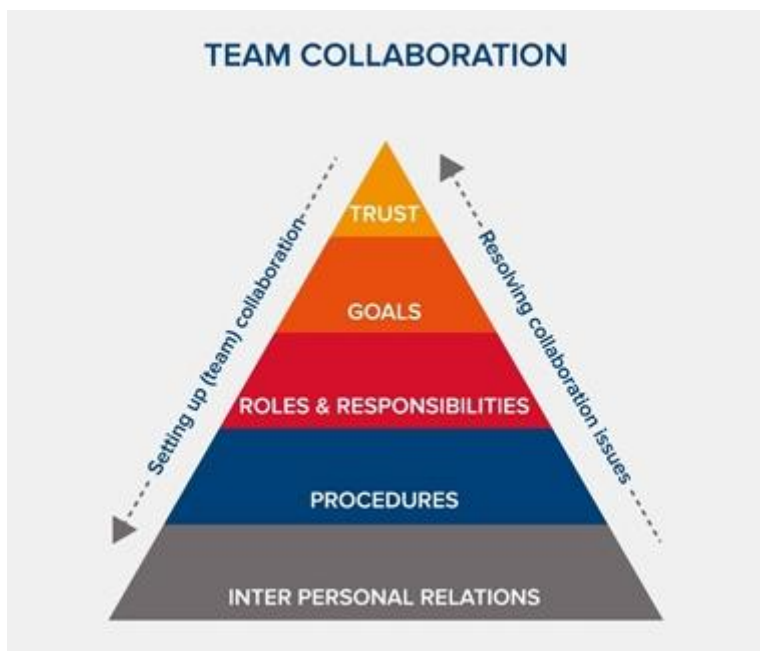 TEAM COLLABORATION
TRUST
GOALS
ROLES & RESPONSIBILITIES
PROCEDURES
INTER PERSONAL RELATIONS
Setting up (team) collaboration
Resolving collaboration issues